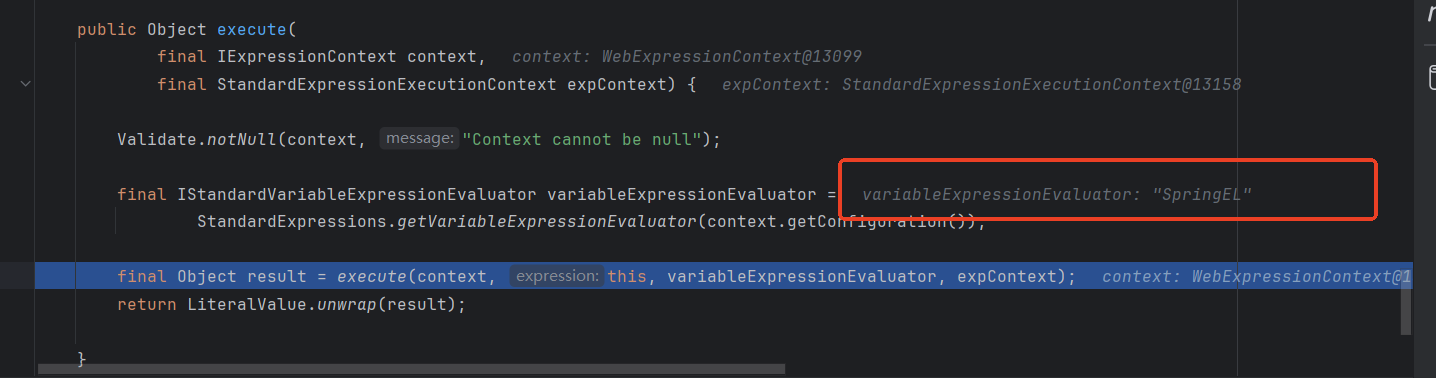 public Object execute(
final IExpressionContext context, context: WebExpressionContext@13099
final StandardExpressionExecutionContext expContext) { expContext: StandardExpressionExecutionContext@13158
Validate.notNull(context, message: "Context cannot be null");
final IStandardVariableExpressionEvaluator variableExpressionEvaluator = variableExpressionEvaluator: "SpringEL"
StandardExpressions.getVariableExpressionEvaluator(context.getConfiguration());
final Object result = execute(context, expression: this, variableExpressionEvaluator, expContext); context: WebExpressionContext@1
return LiteralValue.unwrap(result);
}